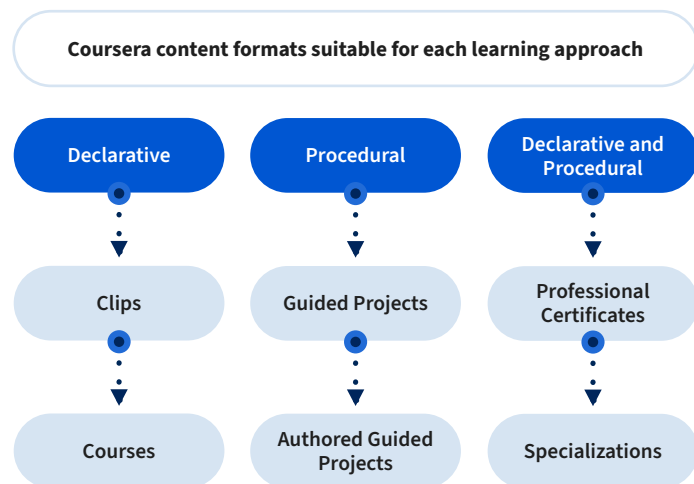 Coursera content formats suitable for each learning approach
Declarative
Procedural
Declarative and
Procedural
Clips
Guided Projects
Professional
Certificates
Courses
Authored Guided
Projects
Specializations